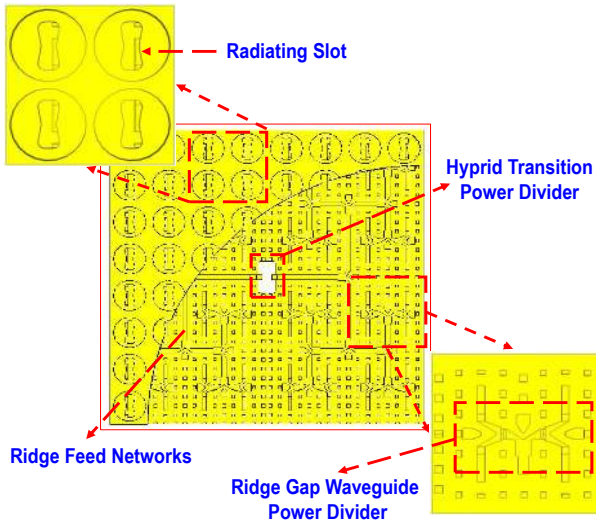 Radiating Slot
Hyprid Transition
Power Divider
Ridge Feed Networks
Ridge Gap Waveguide
Power Divider